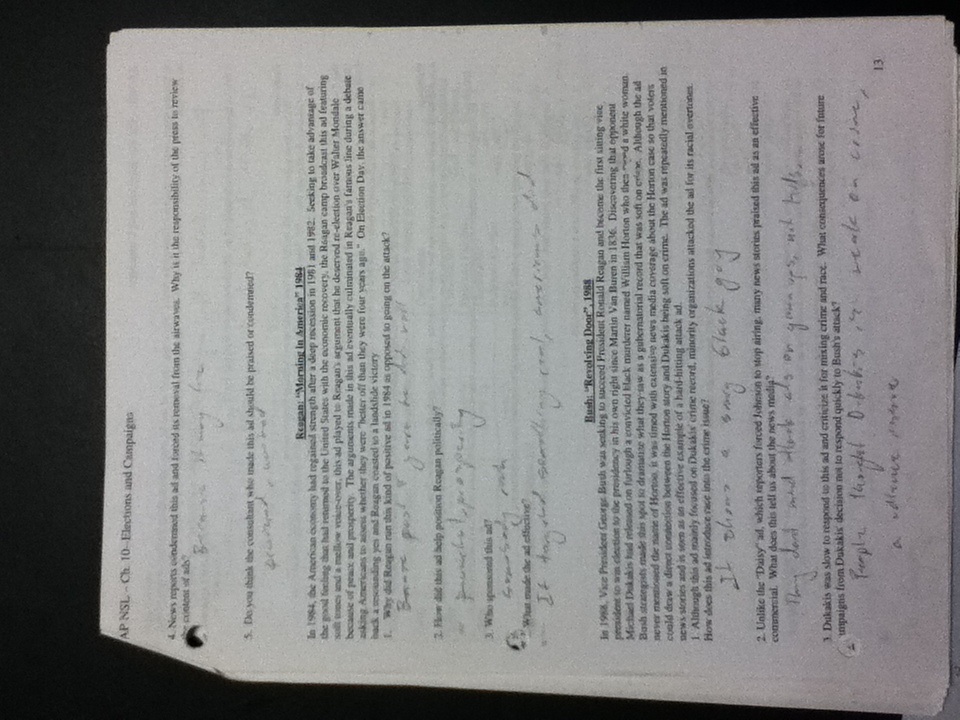 AP NSL - Ch. 10- Elections and Campaigns
4. News reports condemned this ad and forced its removal from the airwaves. Why is it the responsibility of the press to review
the content of ads?
Because it may be
5. Do you think the consultant who made this ad should be praised or condemned?
Reagan: "Morning in America" 1984
In 1984, the American economy had regained strength after a deep recession in 1981 and 1982. Seeking to take advantage of
the good feeling that had returned to the United States with the economic recovery, the Reagan camp broadcast this ad featuring
soft tones and a mellow voice-over, this ad played to Reagan's argument that he deserved re-election over Walter Mondale
because of peace and prosperity. The arguments made in this ad eventually culminated in Reagan's famous line during a debate
asking Americans to assess whether they were "better off than they were four years ago." On Election Day, the answer came
back a resounding yes and Reagan coasted to a landslide victory
1. Why did Reagan run this kind of positive ad in 1984 as opposed to going on the attack?
past 4 years he did well
2. How did this ad help position Reagan politically?
prosperity
3. Who sponsored this ad?
Somebody rich
What made the ad effective?
It targeted something real, americans did
Bush: "Revolving Door", 1988
In 1988, Vice President George Bush was seeking to succeed President Ronald Reagan and become the first sitting vice
president to win election to the presidency in his own right since Martin Van Buren in 1836. Discovering that opponent
Michael Dukakis had released on furlough a convicted black murderer named William Horton who then a white woman,
Bush strategists made this spot to dramatize what they saw as a gubernatorial record that was soft on crime. Although the ad
never mentioned the name of Horton, it was timed with extensive news media coverage about the Horton case so that voters
could draw a direct connection between the Horton story and Dukakis being soft on crime. The ad was repeatedly mentioned in
news stories and is seen as an effective example of a hard-hitting attack ad.
1. Although this ad mainly focused on Dukakis' crime record, minority organizations attacked the ad for its racial overtones.
How does this ad introduce race into the crime issue?
It shows a black guy
2. Unlike the "Daisy" ad, which reporters forced Johnson to stop airing, many news stories praised this ad as an effective
commercial. What does this tell us about the news media?
They dont mind attack ads on grown ups, not kids
3. Dukakis was slow to respond to this ad and criticize it for mixing crime and race. What consequences arose for future
campaigns from Dukakis' decision not to respond quickly to Bush's attack?
People thought Dukakis is weak on crime,
a
13